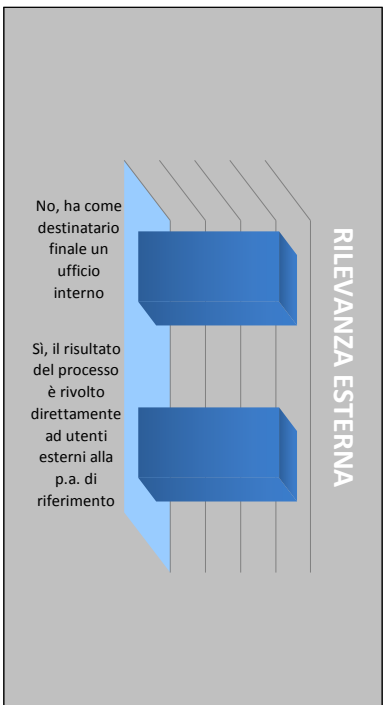 RILEVANZA ESTERNA
No, ha come
destinatario
finale un
ufficio
interno
Sì, il risultato
del processo
è rivolto
direttamente
ad utenti
esterni alla
p.a. di
riferimento